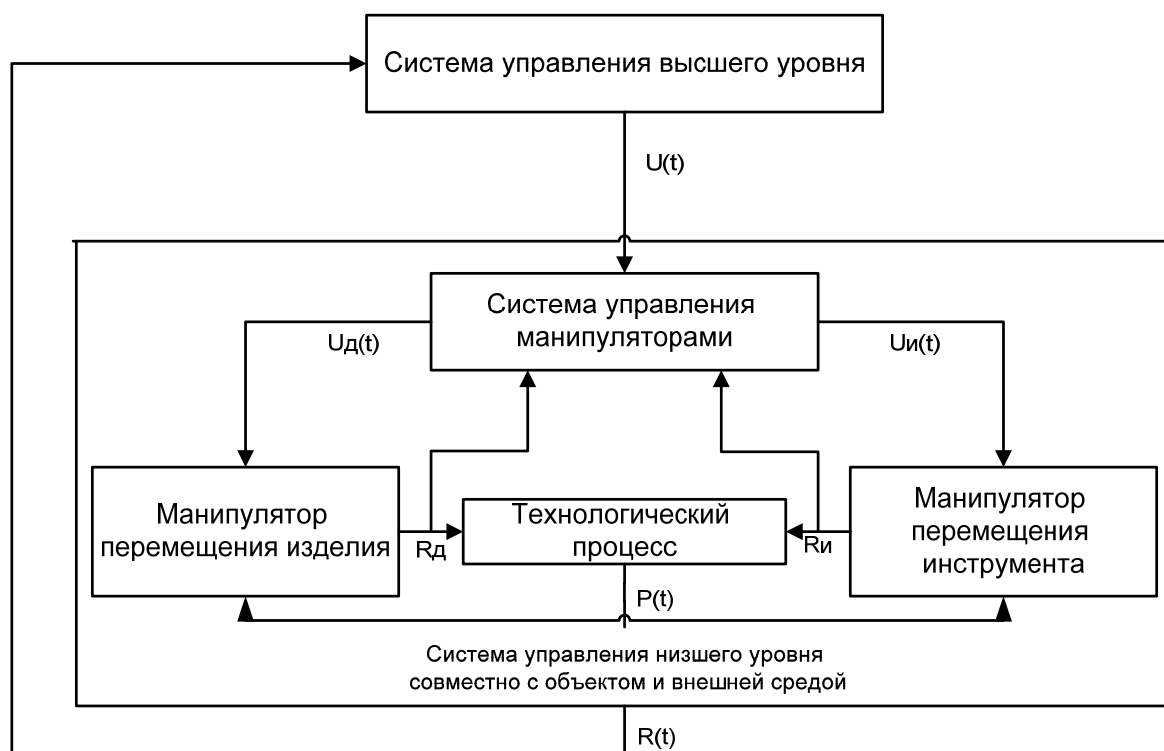 Система управления высшего уровня
U(t)
Система управления
манипуляторами
Uд(t)
Uи(t)
Манипулятор
перемещения изделия
Rд
Технологический
процесс
Rи
Манипулятор
перемещения
инструмента
P(t)
Система управления низшего уровня
совместно с объектом и внешней средой
R(t)